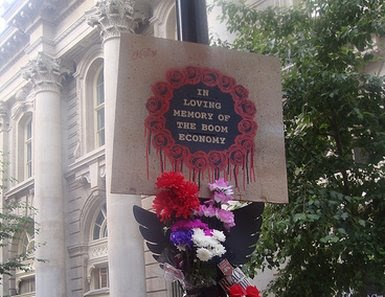 IN
LOVING
MEMORY OF
THE BOOM
ECONOMY